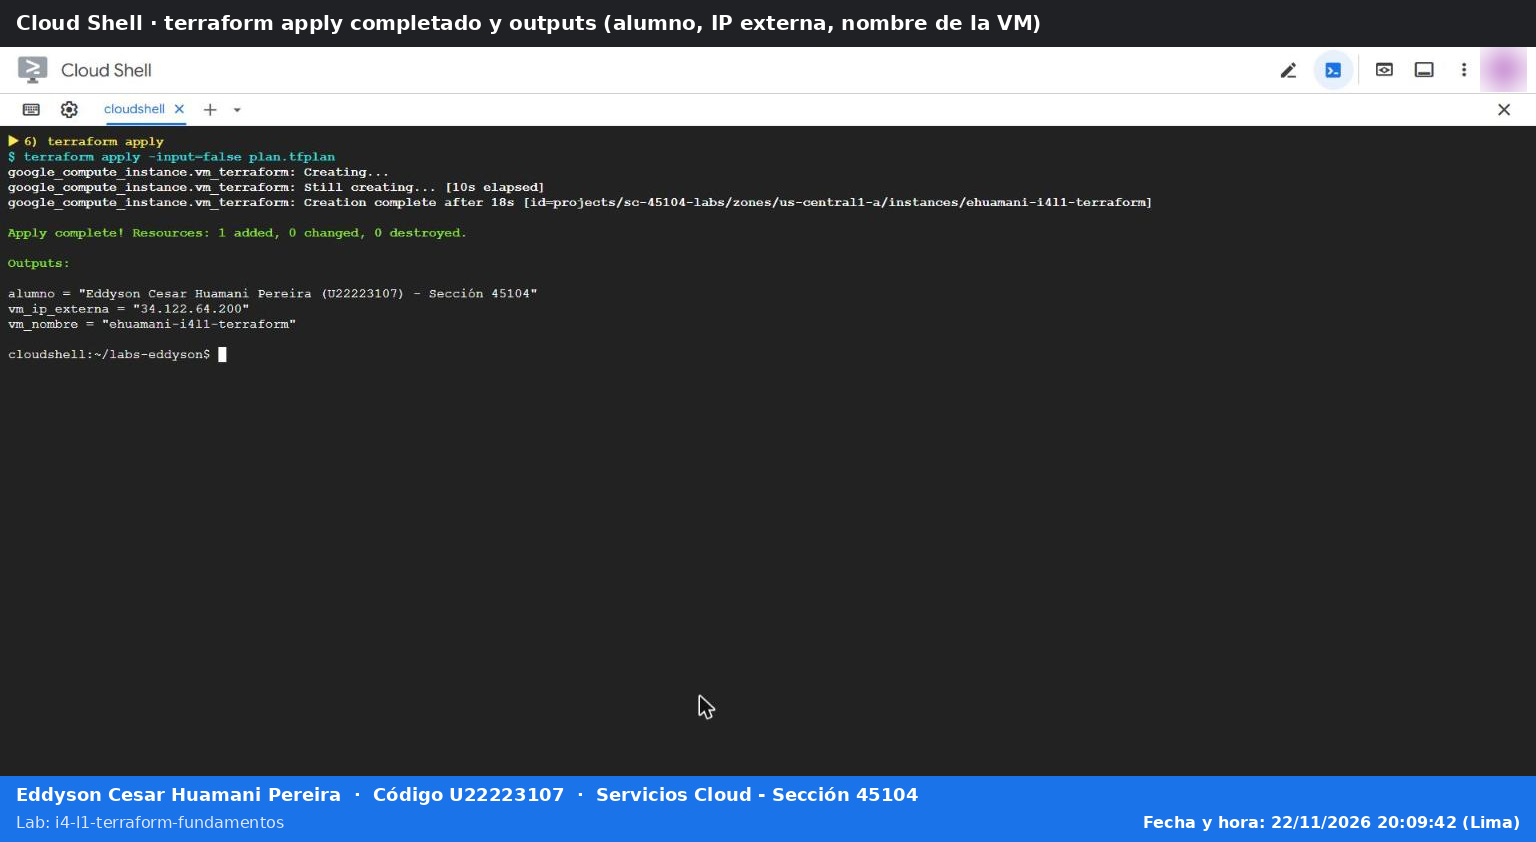 Cloud Shell · terraform apply completado y outputs (alumno, IP externa, nombre de la VM)
Cloud Shell
cloudshell
▶ 6) terraform apply
$ terraform apply -input=false plan.tfplan
google_compute_instance.vm_terraform: Creating...
google_compute_instance.vm_terraform: Still creating... [10s elapsed]
google_compute_instance.vm_terraform: Creation complete after 18s [id=projects/sc-45104-labs/zones/us-central1-a/instances/ehuamani-i4l1-terraform]
Apply complete! Resources: 1 added, 0 changed, 0 destroyed.
Outputs:
alumno = "Eddyson Cesar Huamani Pereira (U22223107) - Sección 45104"
vm_ip_externa = "34.122.64.200"
vm_nombre = "ehuamani-i4l1-terraform"
cloudshell:~/labs-eddyson$
Eddyson Cesar Huamani Pereira · Código U22223107 · Servicios Cloud - Sección 45104
Lab: i4-l1-terraform-fundamentos
Fecha y hora: 22/11/2026 20:09:42 (Lima)